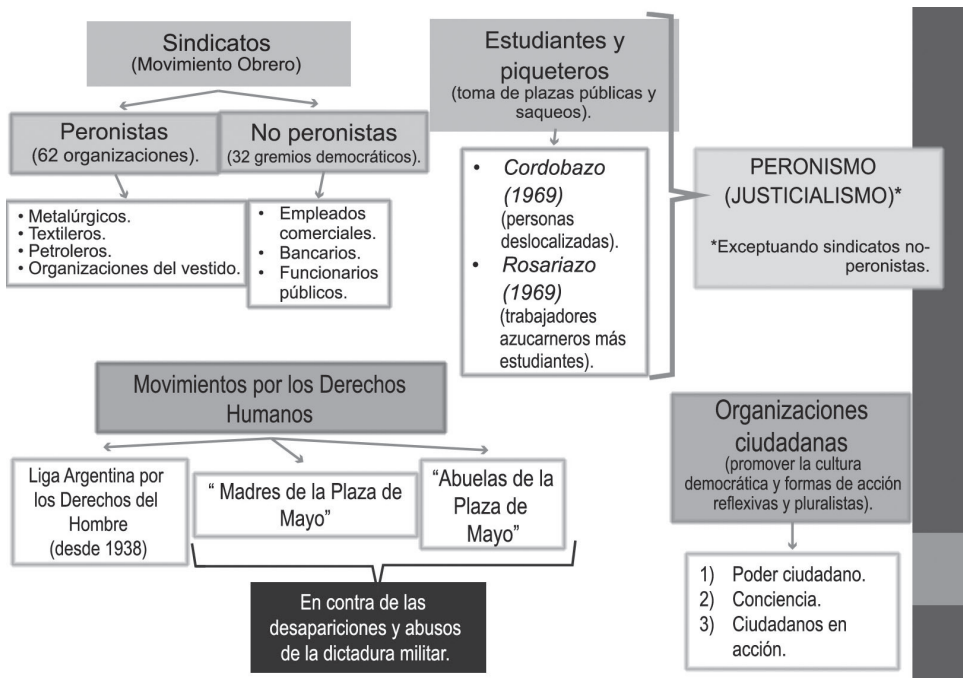 Sindicatos
(Movimiento Obrero)
Peronistas
(62 organizaciones).
No peronistas
(32 gremios democráticos).
• Metalúrgicos.
• Textileros.
• Petroleros.
• Organizaciones del vestido.
• Empleados
comerciales.
• Bancarios.
• Funcionarios
públicos.
Estudiantes y
piqueteros
(toma de plazas públicas y
saqueos).
• Cordobazo
(1969)
(personas
deslocalizadas).
• Rosariazo
(1969)
(trabajadores
azucarneros más
estudiantes).
PERONISMO
(JUSTICIALISMO)*
*Exceptuando sindicatos no-
peronistas.
Movimientos por los Derechos
Humanos
Liga Argentina por
los Derechos del
Hombre
(desde 1938)
“ Madres de la Plaza de
Mayo”
“Abuelas de la
Plaza de
Mayo”
En contra de las
desapariciones y abusos
de la dictadura militar.
Organizaciones
ciudadanas
(promover la cultura
democrática y formas de acción
reflexivas y pluralistas).
1) Poder ciudadano.
2) Conciencia.
3) Ciudadanos en
acción.